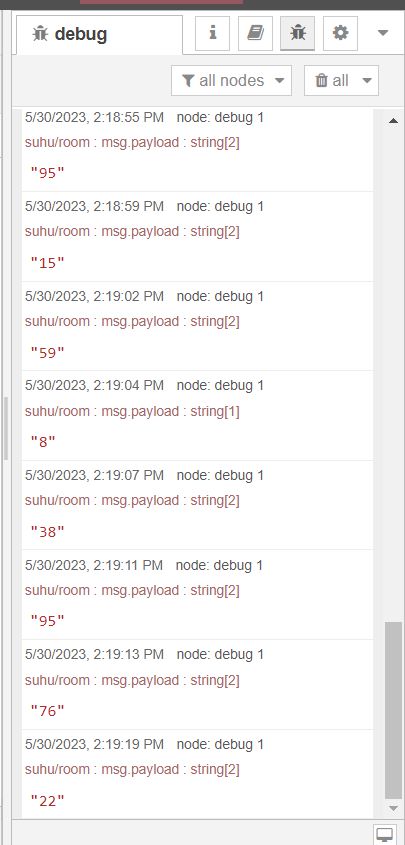 debug
all nodes
all
5/30/2023, 2:18:55 PM node: debug 1
suhu/room : msg.payload : string[2]
"95"
5/30/2023, 2:18:59 PM node: debug 1
suhu/room : msg.payload : string[2]
"15"
5/30/2023, 2:19:02 PM node: debug 1
suhu/room : msg.payload : string[2]
"59"
5/30/2023, 2:19:04 PM node: debug 1
suhu/room : msg.payload : string[1]
"8"
5/30/2023, 2:19:07 PM node: debug 1
suhu/room : msg.payload : string[2]
"38"
5/30/2023, 2:19:11 PM node: debug 1
suhu/room : msg.payload : string[2]
"95"
5/30/2023, 2:19:13 PM node: debug 1
suhu/room : msg.payload : string[2]
"76"
5/30/2023, 2:19:19 PM node: debug 1
suhu/room : msg.payload : string[2]
"22"